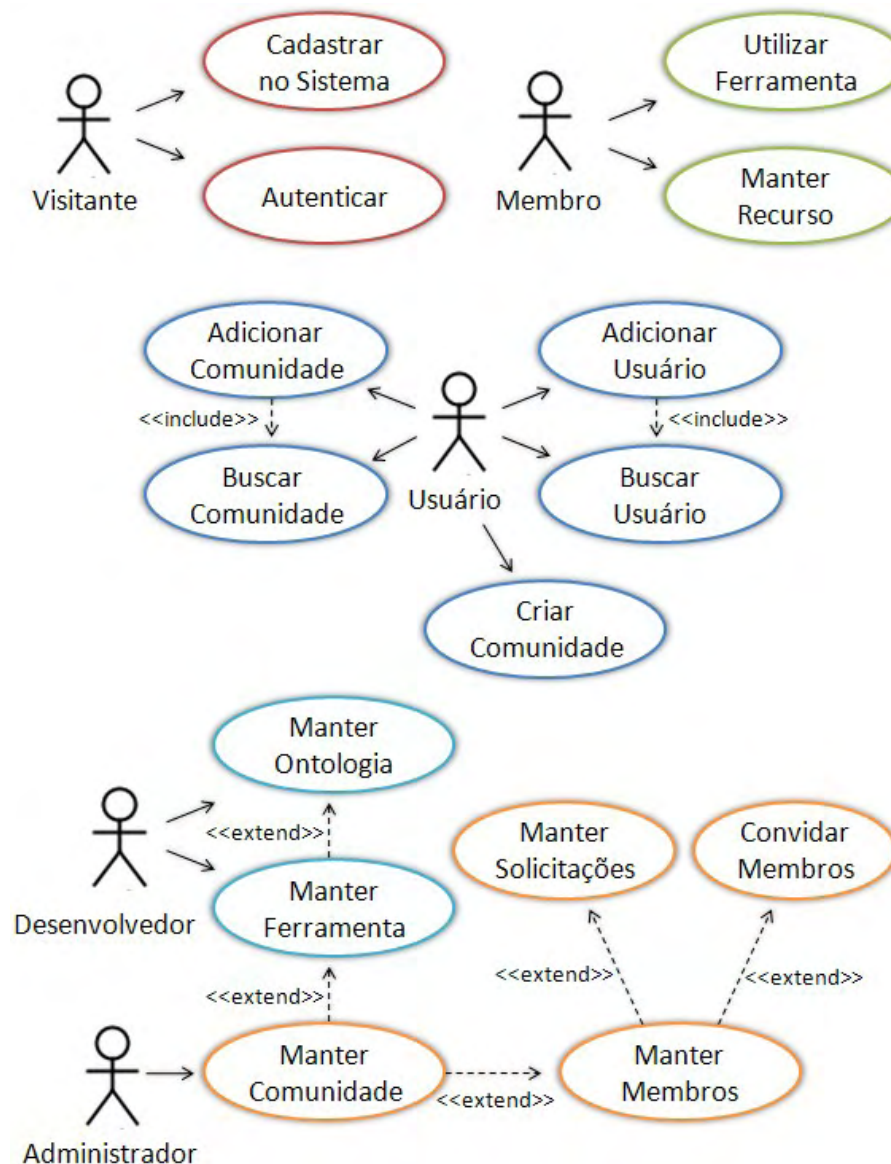 Cadastrar
no Sistema
Utilizar
Ferramenta
Autenticar
Manter
Recurso
Visitante
Membro
Adicionar
Comunidade
Adicionar
Usuário
<<include>>
<<include>>
Buscar
Comunidade
Usuário
Buscar
Usuário
Criar
Comunidade
Manter
Ontologia
<<extend>>
Manter
Solicitações
Convidar
Membros
Manter
Ferramenta
Desenvolvedor
<<extend>>
<<extend>>
<<extend>>
Manter
Comunidade
<<extend>>
Manter
Membros
Administrador